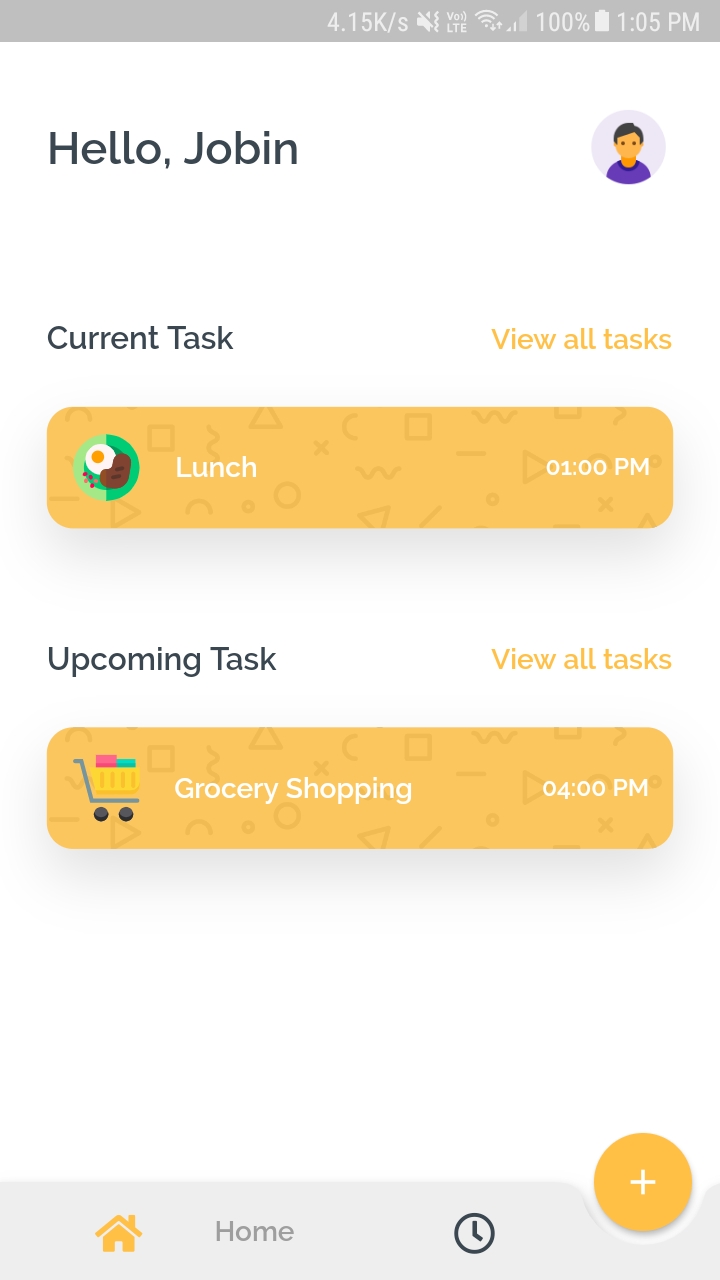 4.15K/s Vo)) LTE 100% 1:05 PM
Hello, Jobin
Current Task View all tasks
Lunch 01:00 PM
Upcoming Task View all tasks
Grocery Shopping 04:00 PM
+
Home